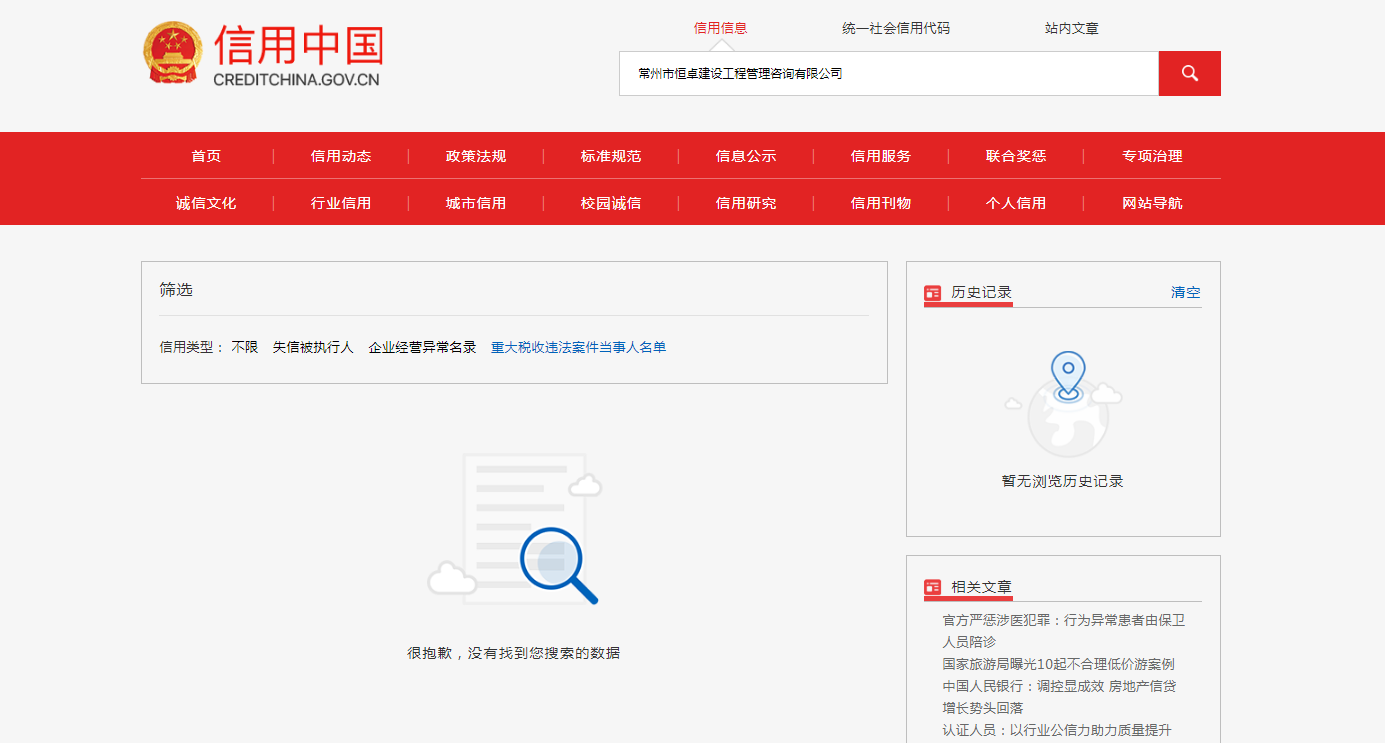 信用中国
CREDITCHINA.GOV.CN
信用信息 统一社会信用代码 站内文章
常州市恒卓建设工程管理咨询有限公司
首页 信用动态 政策法规 标准规范 信息公示 信用服务 联合奖惩 专项治理
诚信文化 行业信用 城市信用 校园诚信 信用研究 信用刊物 个人信用 网站导航
筛选
信用类型： 不限 失信被执行人 企业经营异常名录 重大税收违法案件当事人名单
很抱歉，没有找到您搜索的数据
历史记录 清空
暂无浏览历史记录
相关文章
官方严惩涉医犯罪：行为异常患者由保卫
人员陪诊
国家旅游局曝光10起不合理低价游案例
中国人民银行：调控显成效 房地产信贷
增长势头回落
认证人员：以行业公信力助力质量提升